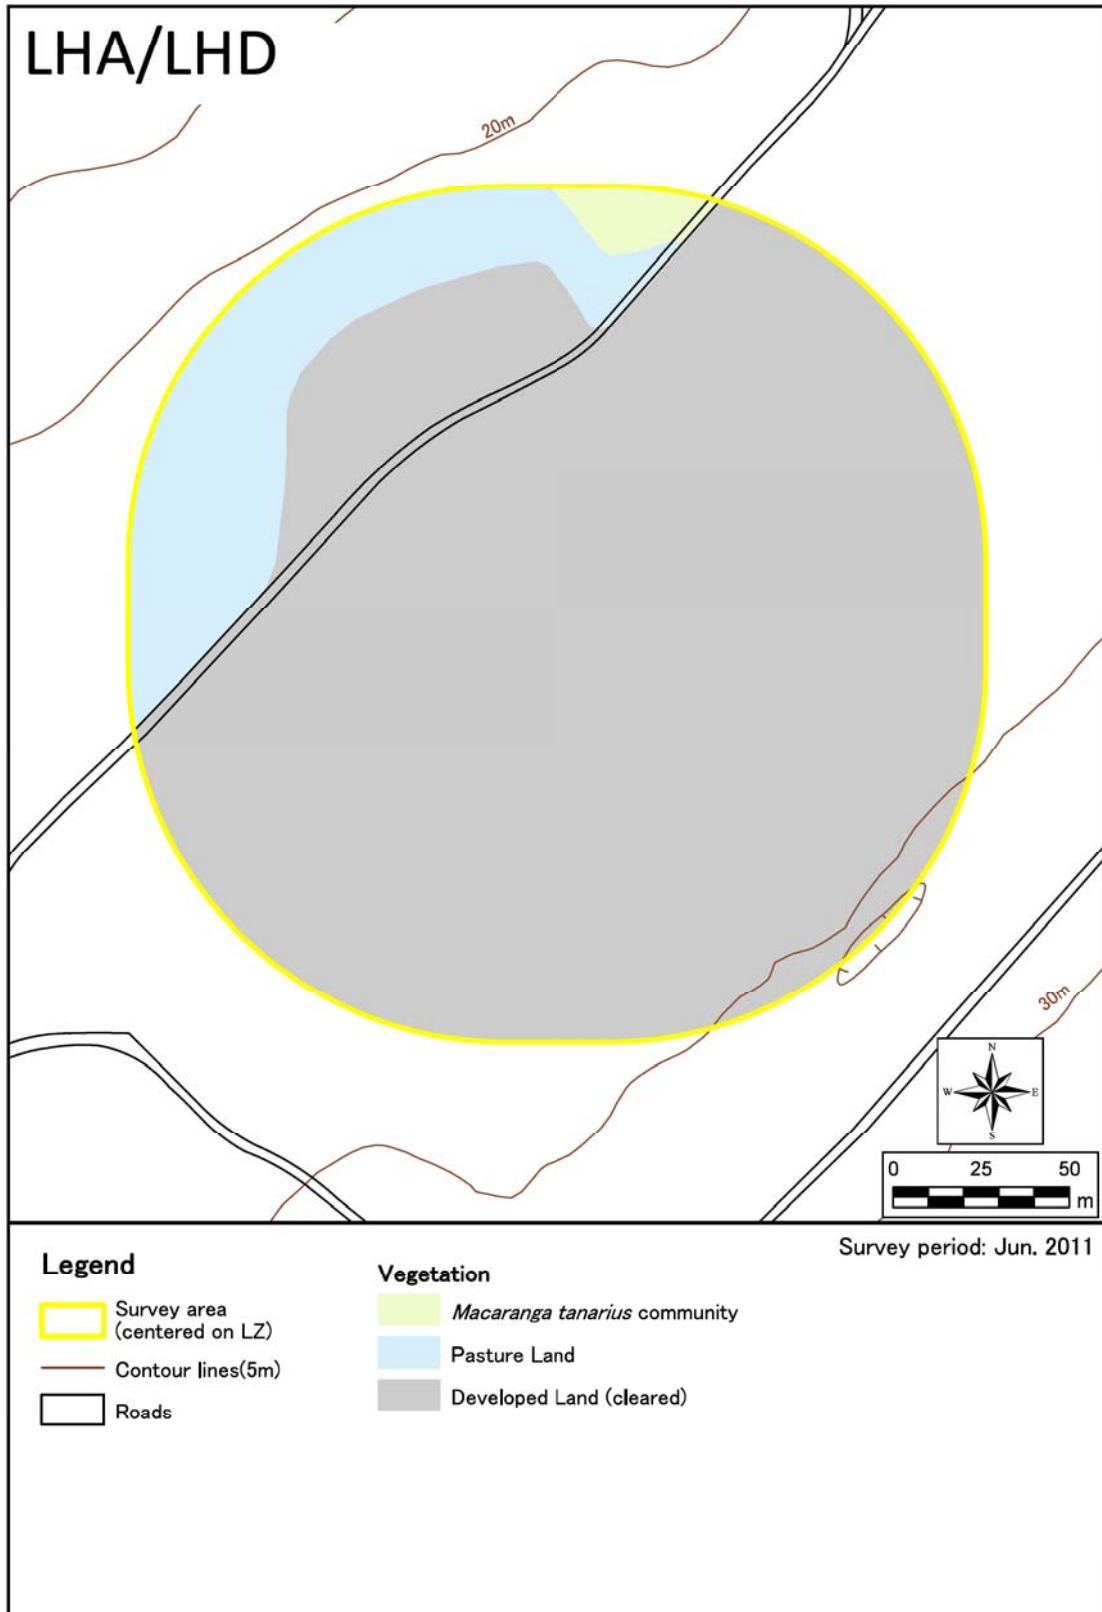 LHA/LHD
20m
30m
N
W E
S
0 25 50
m
Survey period: Jun. 2011
Legend
Survey area
(centered on LZ)
Contour lines(5m)
Roads
Vegetation
Macaranga tanarius community
Pasture Land
Developed Land (cleared)